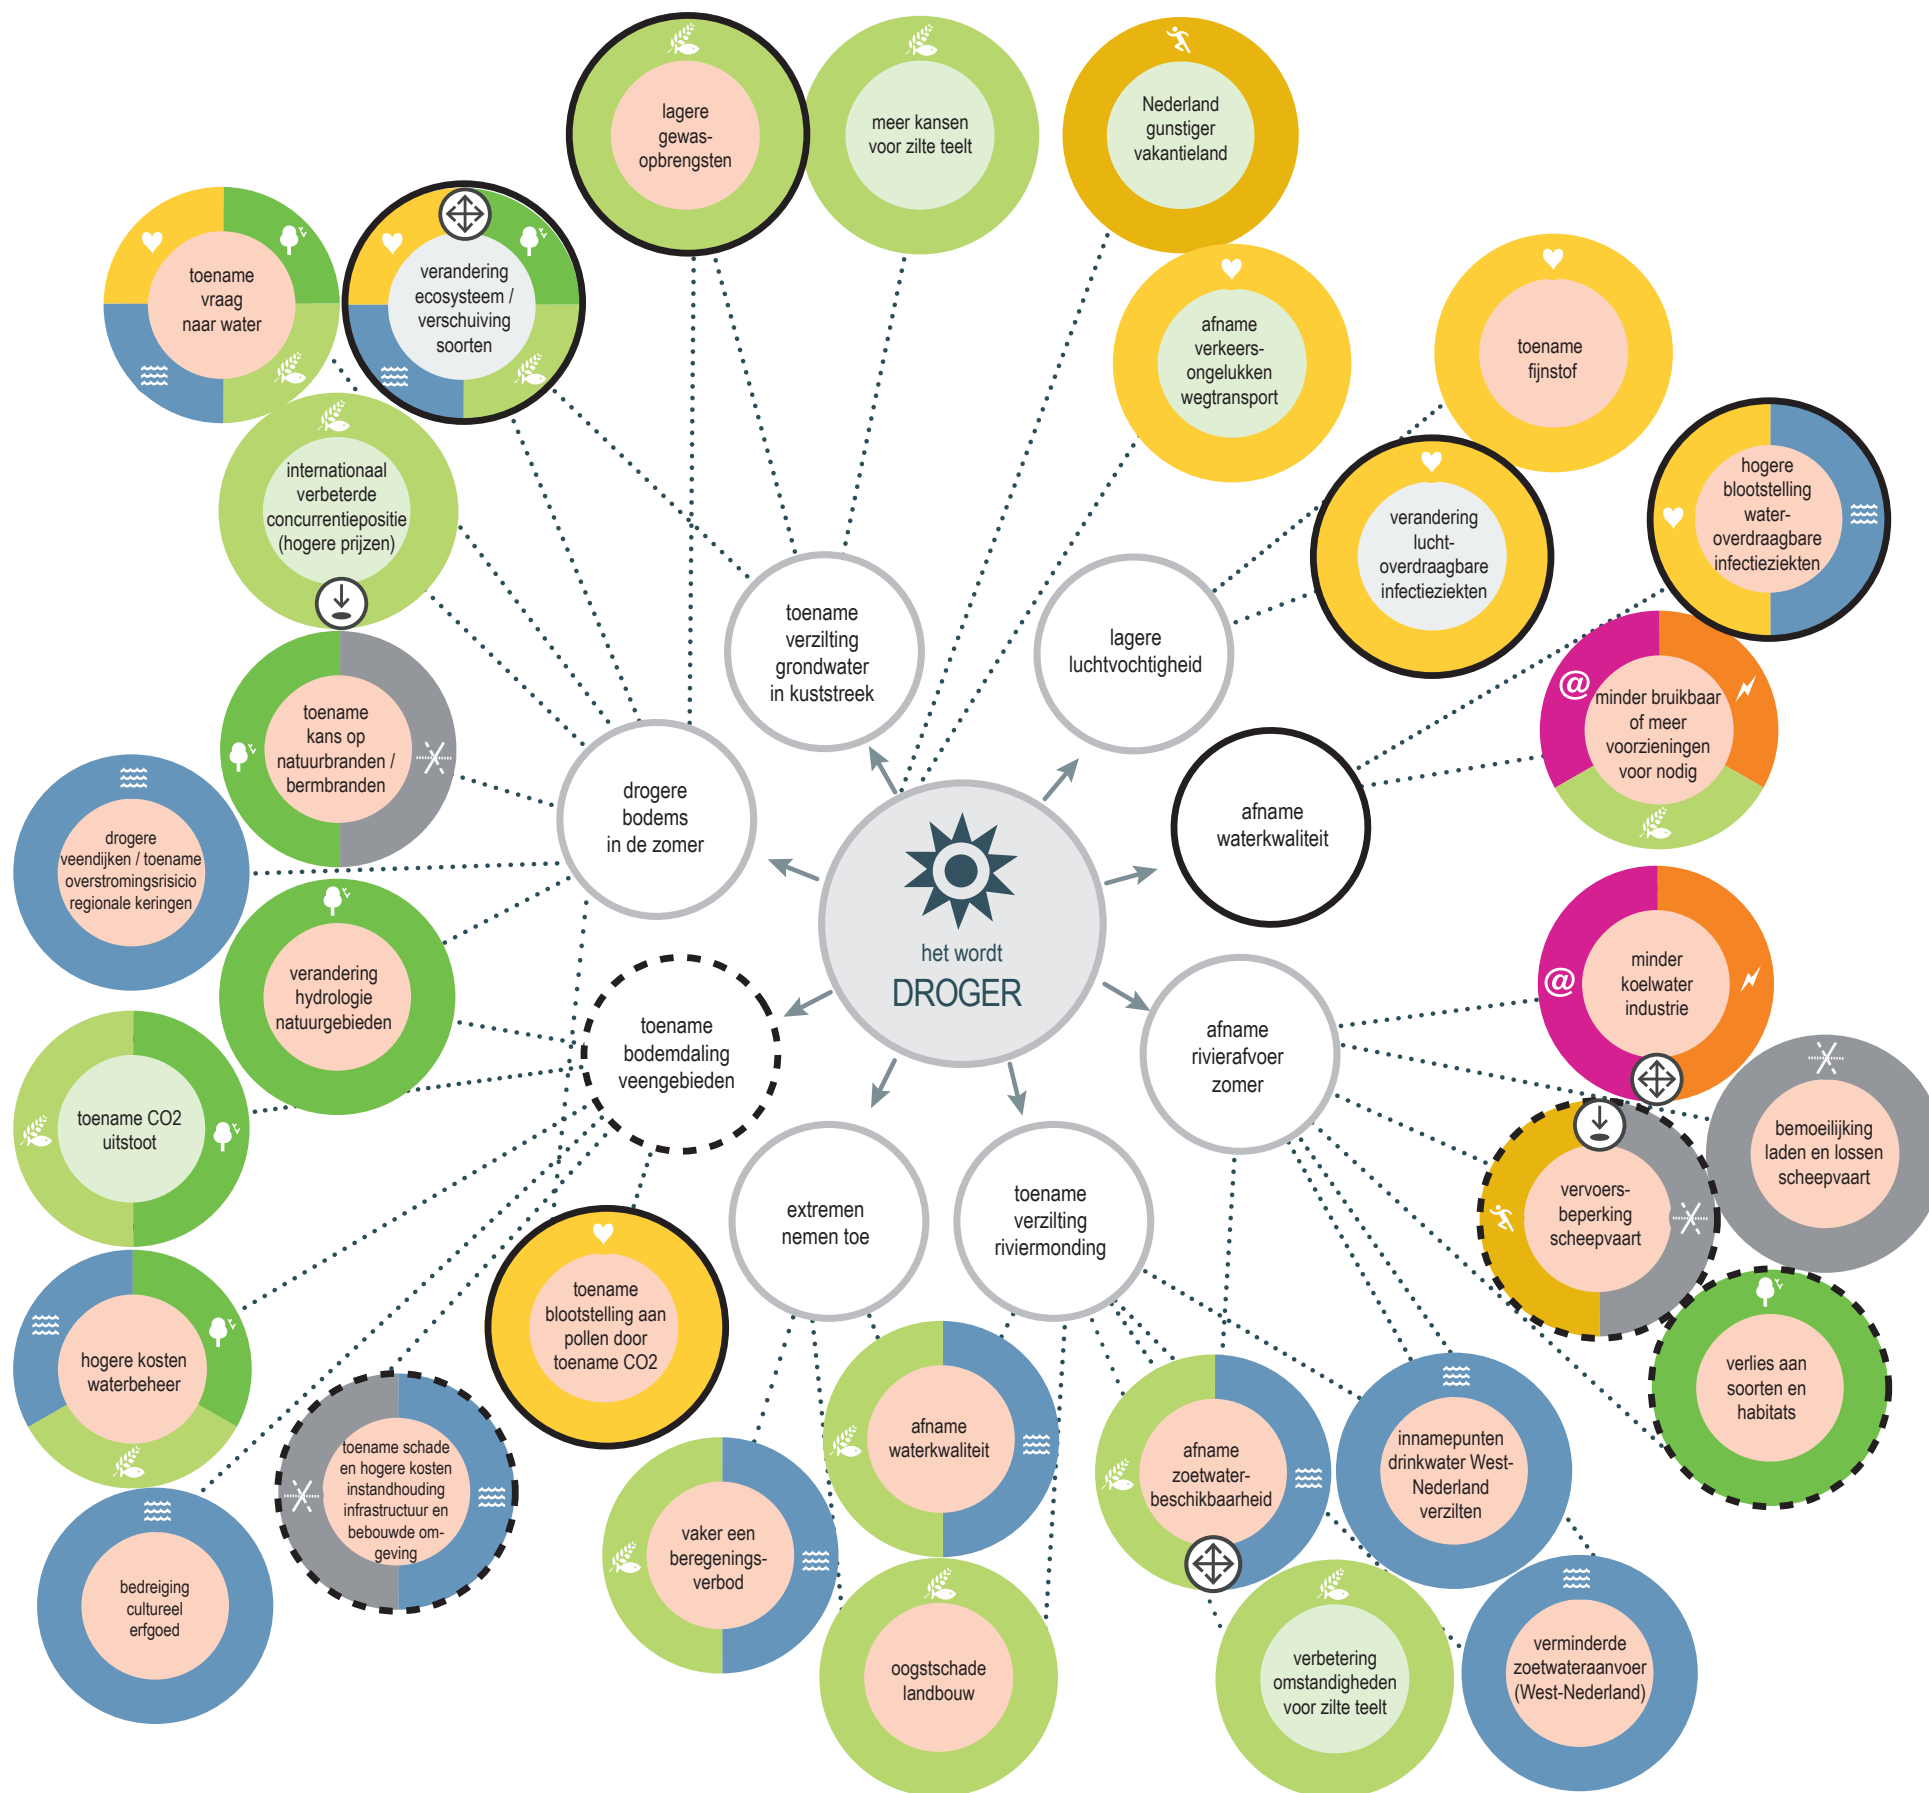 lagere
gewas-
opbrengsten
meer kansen
voor zilte teelt
Nederland
gunstiger
vakantieland
toename
vraag
naar water
verandering
ecosysteem /
verschuiving
soorten
afname
verkeers-
ongelukken
wegtransport
toename
fijnstof
internationaal
verbeterde
concurrentiepositie
(hogere prijzen)
verandering
lucht-
overdraagbare
infectieziekten
hogere
blootstelling
water-
overdraagbare
infectieziekten
toename
verzilting
grondwater
in kuststreek
lagere
luchtvochtigheid
toename
kans op
natuurbranden /
bermbranden
@
minder bruikbaar
of meer
voorzieningen
voor nodig
drogere
bodems
in de zomer
afname
waterkwaliteit
drogere
veendijken / toename
overstromingsrisicio
regionale keringen
het wordt
DROGER
verandering
hydrologie
natuurgebieden
@
minder
koelwater
industrie
toename
bodemdaling
veengebieden
afname
rivierafvoer
zomer
toename CO2
uitstoot
bemoeilijking
laden en lossen
scheepvaart
extremen
nemen toe
toename
verzilting
riviermonding
vervoers-
beperking
scheepvaart
toename
blootstelling aan
pollen door
toename CO2
hogere kosten
waterbeheer
verlies aan
soorten en
habitats
toename schade
en hogere kosten
instandhouding
infrastructuur en
bebouwde om-
geving
afname
waterkwaliteit
afname
zoetwater-
beschikbaarheid
innamepunten
drinkwater West-
Nederland
verzilten
vaker een
beregenings-
verbod
bedreiging
cultureel
erfgoed
oogstschade
landbouw
verbetering
omstandigheden
voor zilte teelt
verminderde
zoetwateraanvoer
(West-Nederland)